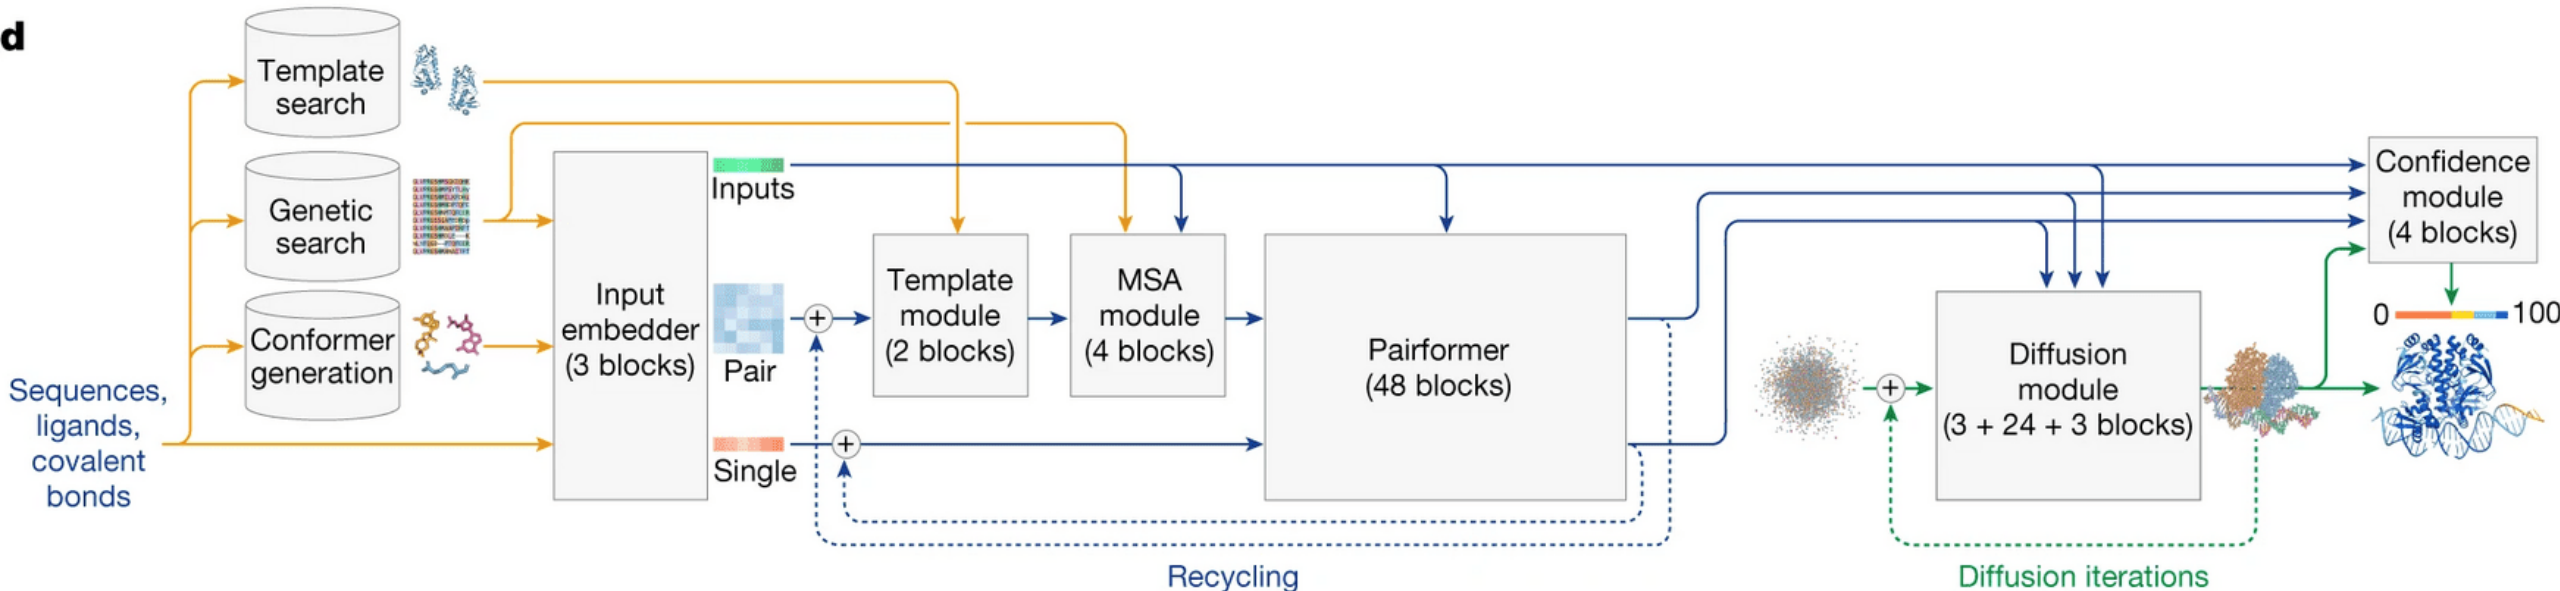 d
Template
search
Genetic
search
Conformer
generation
Sequences,
ligands,
covalent
bonds
Input
embedder
(3 blocks)
Inputs
Pair
Single
Template
module
(2 blocks)
MSA
module
(4 blocks)
Pairformer
(48 blocks)
Recycling
Diffusion
module
(3 + 24 + 3 blocks)
Diffusion iterations
Confidence
module
(4 blocks)
0 100